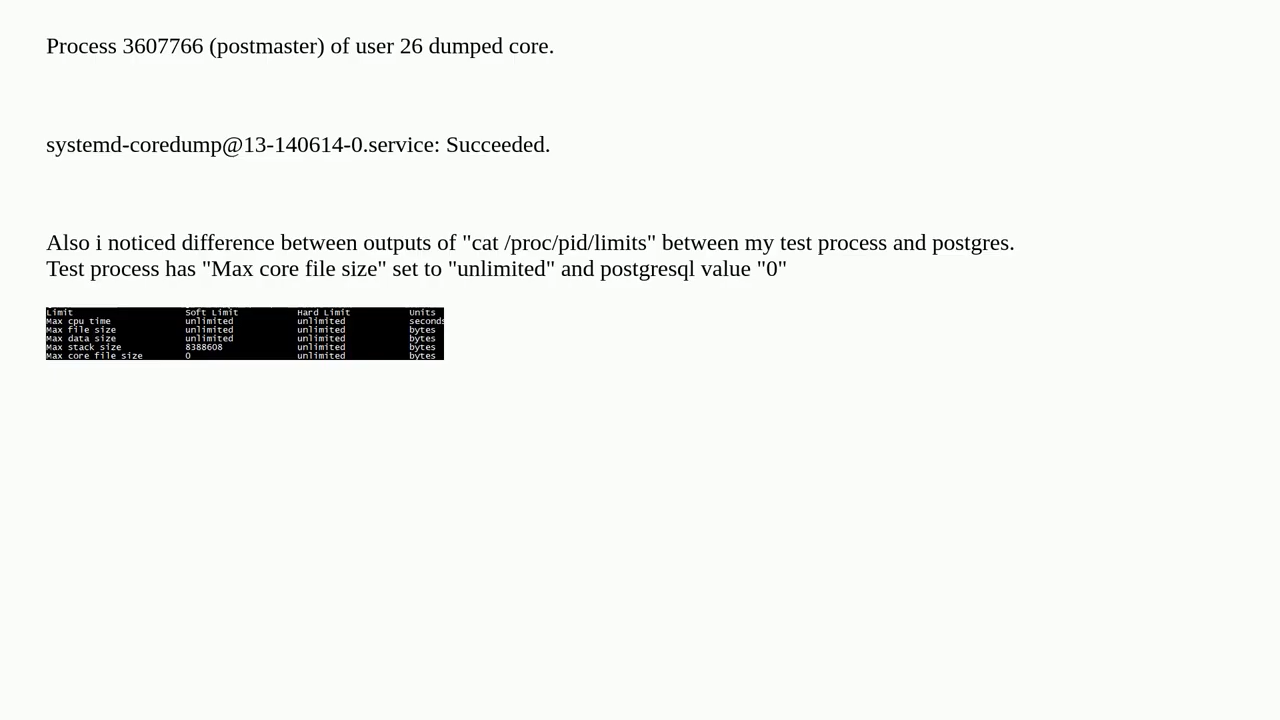 Process 3607766 (postmaster) of user 26 dumped core.
systemd-coredump@13-140614-0.service: Succeeded.
Also i noticed difference between outputs of "cat /proc/pid/limits" between my test process and postgres.
Test process has "Max core file size" set to "unlimited" and postgresql value "0"
Limit Soft Limit Hard Limit Units
Max cpu time unlimited unlimited seconds
Max file size unlimited unlimited bytes
Max data size unlimited unlimited bytes
Max stack size 8388608 unlimited bytes
Max core file size 0 unlimited bytes